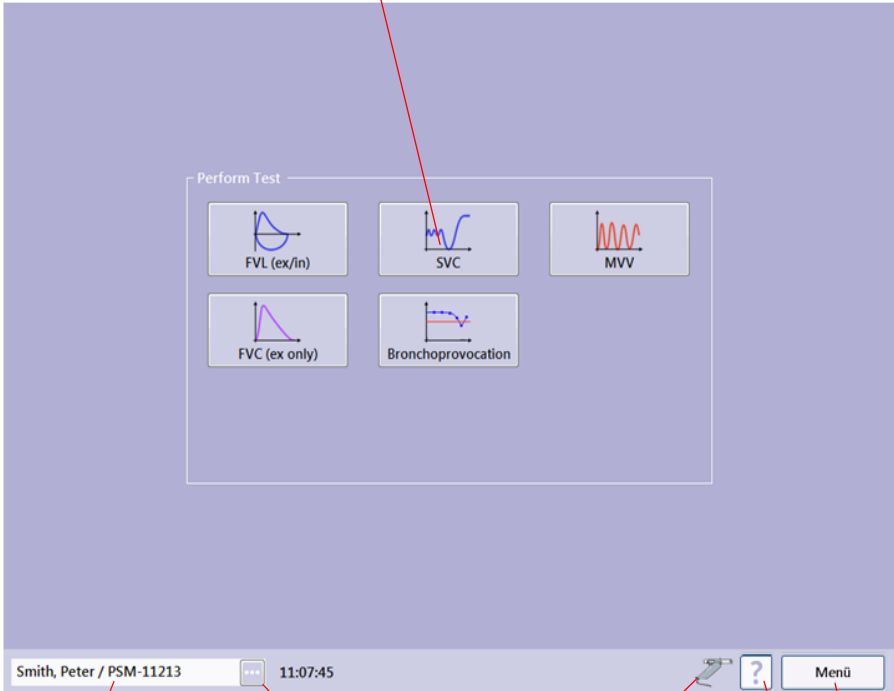 Perform Test
FVL (ex/in)
SVC
MVV
FVC (ex only)
Bronchoprovocation
Smith, Peter / PSM-11213
...
11:07:45
?
Menü